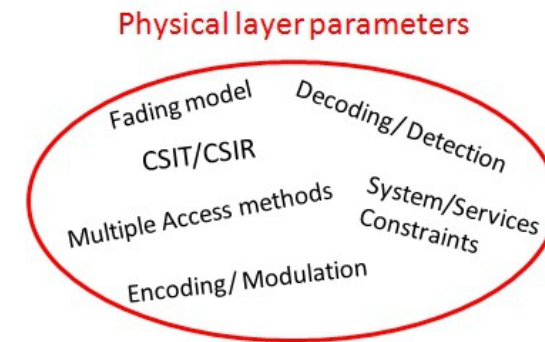 Physical layer parameters
Fading model
Decoding/Detection
CSIT/CSIR
Multiple Access methods
System/Services
Constraints
Encoding/ Modulation